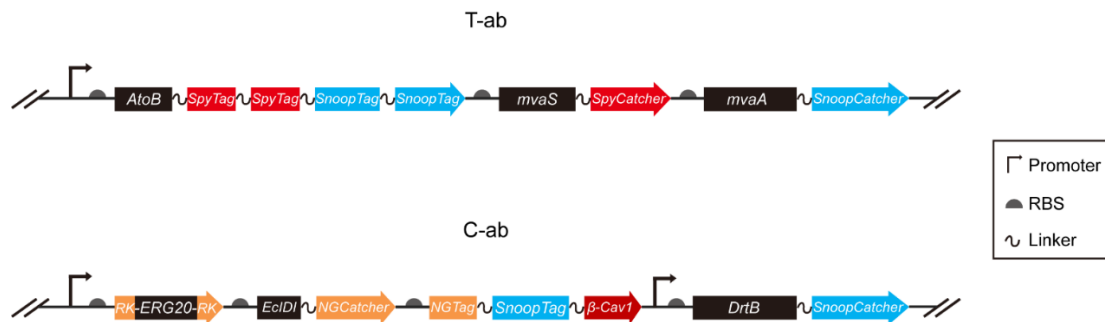 T-ab
AtoB SpyTag SpyTag SnoopTag SnoopTag mvaS SpyCatcher mvaA SnoopCatcher
Promoter
RBS
Linker
C-ab
RK-ERG20-RK EcIDI NGCatcher NGTag SnoopTag β-Cav1 DrtB SnoopCatcher